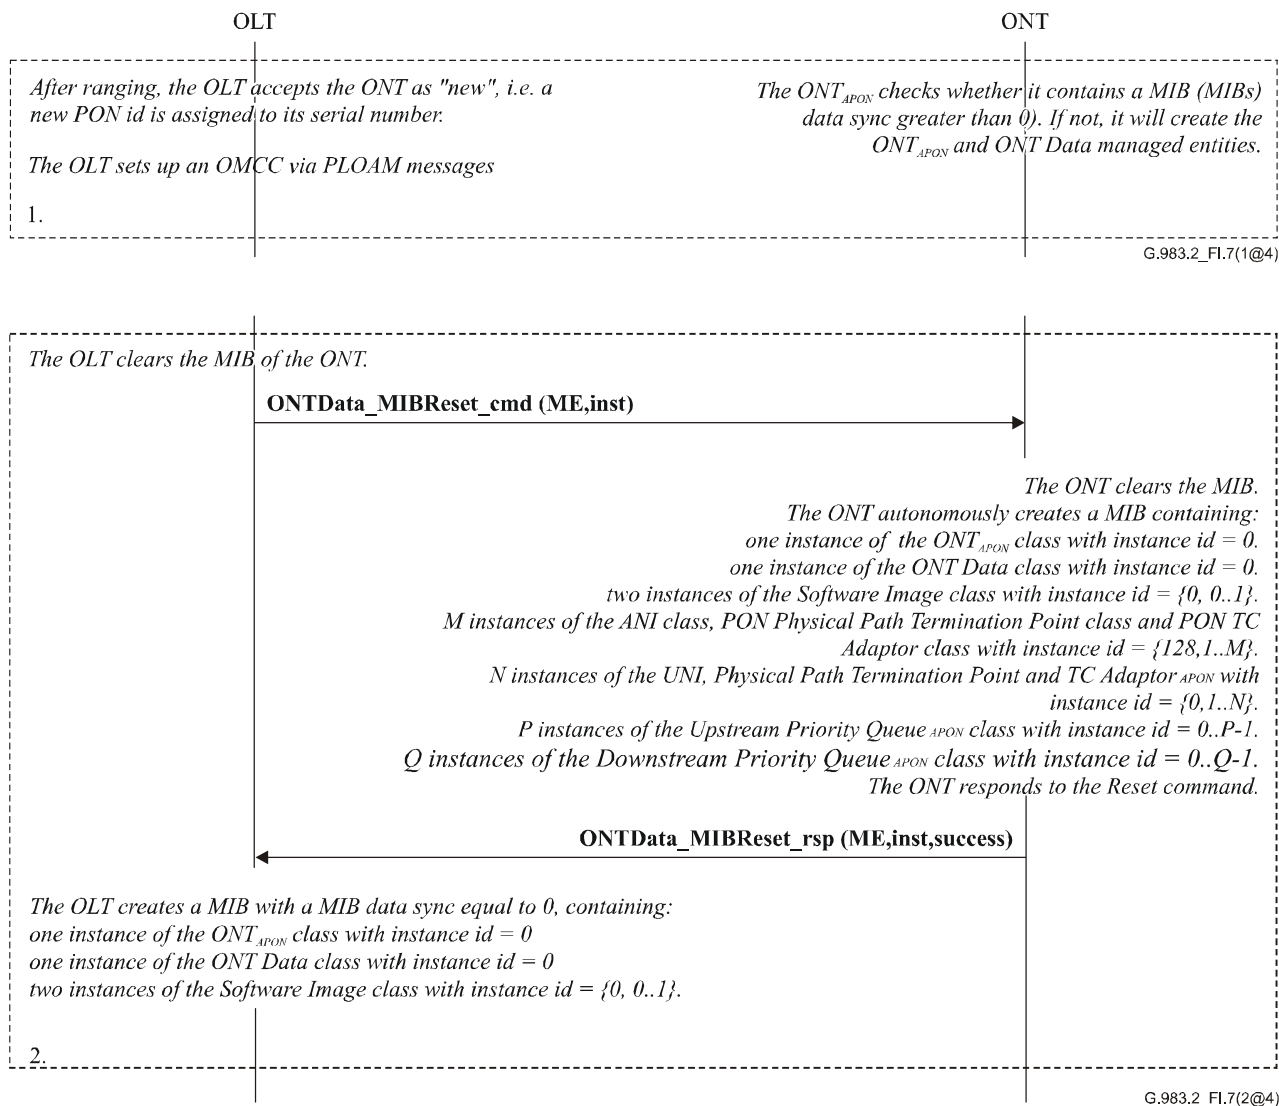 OLT
ONT
After ranging, the OLT accepts the ONT as "new", i.e. a
new PON id is assigned to its serial number.
The OLT sets up an OMCC via PLOAM messages
The ONTAPON checks whether it contains a MIB (MIBs)
data sync greater than 0). If not, it will create the
ONTAPON and ONT Data managed entities.
1.
G.983.2_FI.7(1@4)
The OLT clears the MIB of the ONT.
ONTData_MIBReset_cmd (ME,inst)
The ONT clears the MIB.
The ONT autonomously creates a MIB containing:
one instance of the ONTAPON class with instance id = 0.
one instance of the ONT Data class with instance id = 0.
two instances of the Software Image class with instance id = {0, 0..1}.
M instances of the ANI class, PON Physical Path Termination Point class and PON TC
Adaptor class with instance id = {128,1..M}.
N instances of the UNI, Physical Path Termination Point and TC Adaptor APON with
instance id = {0,1..N}.
P instances of the Upstream Priority Queue APON class with instance id = 0..P-1.
Q instances of the Downstream Priority Queue APON class with instance id = 0..Q-1.
The ONT responds to the Reset command.
ONTData_MIBReset_rsp (ME,inst,success)
The OLT creates a MIB with a MIB data sync equal to 0, containing:
one instance of the ONTAPON class with instance id = 0
one instance of the ONT Data class with instance id = 0
two instances of the Software Image class with instance id = {0, 0..1}.
2.
G.983.2_FI.7(2@4)